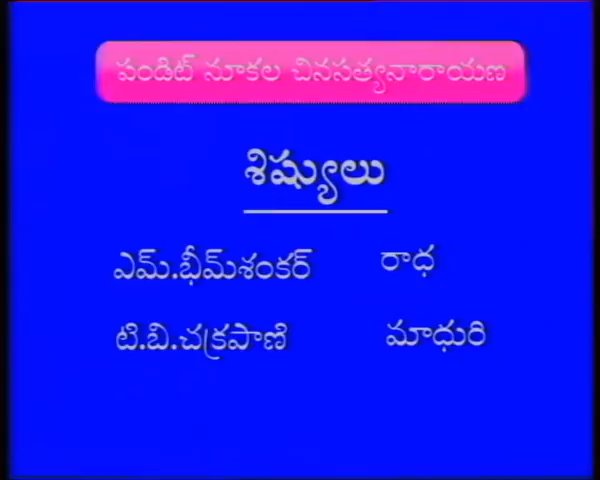 పండిట్ నూకల చినసత్యనారాయణ
శిష్యులు
ఎమ్.భీమ్‌శంకర్ రాధ
టి.బి.చక్రపాణి మాధురి